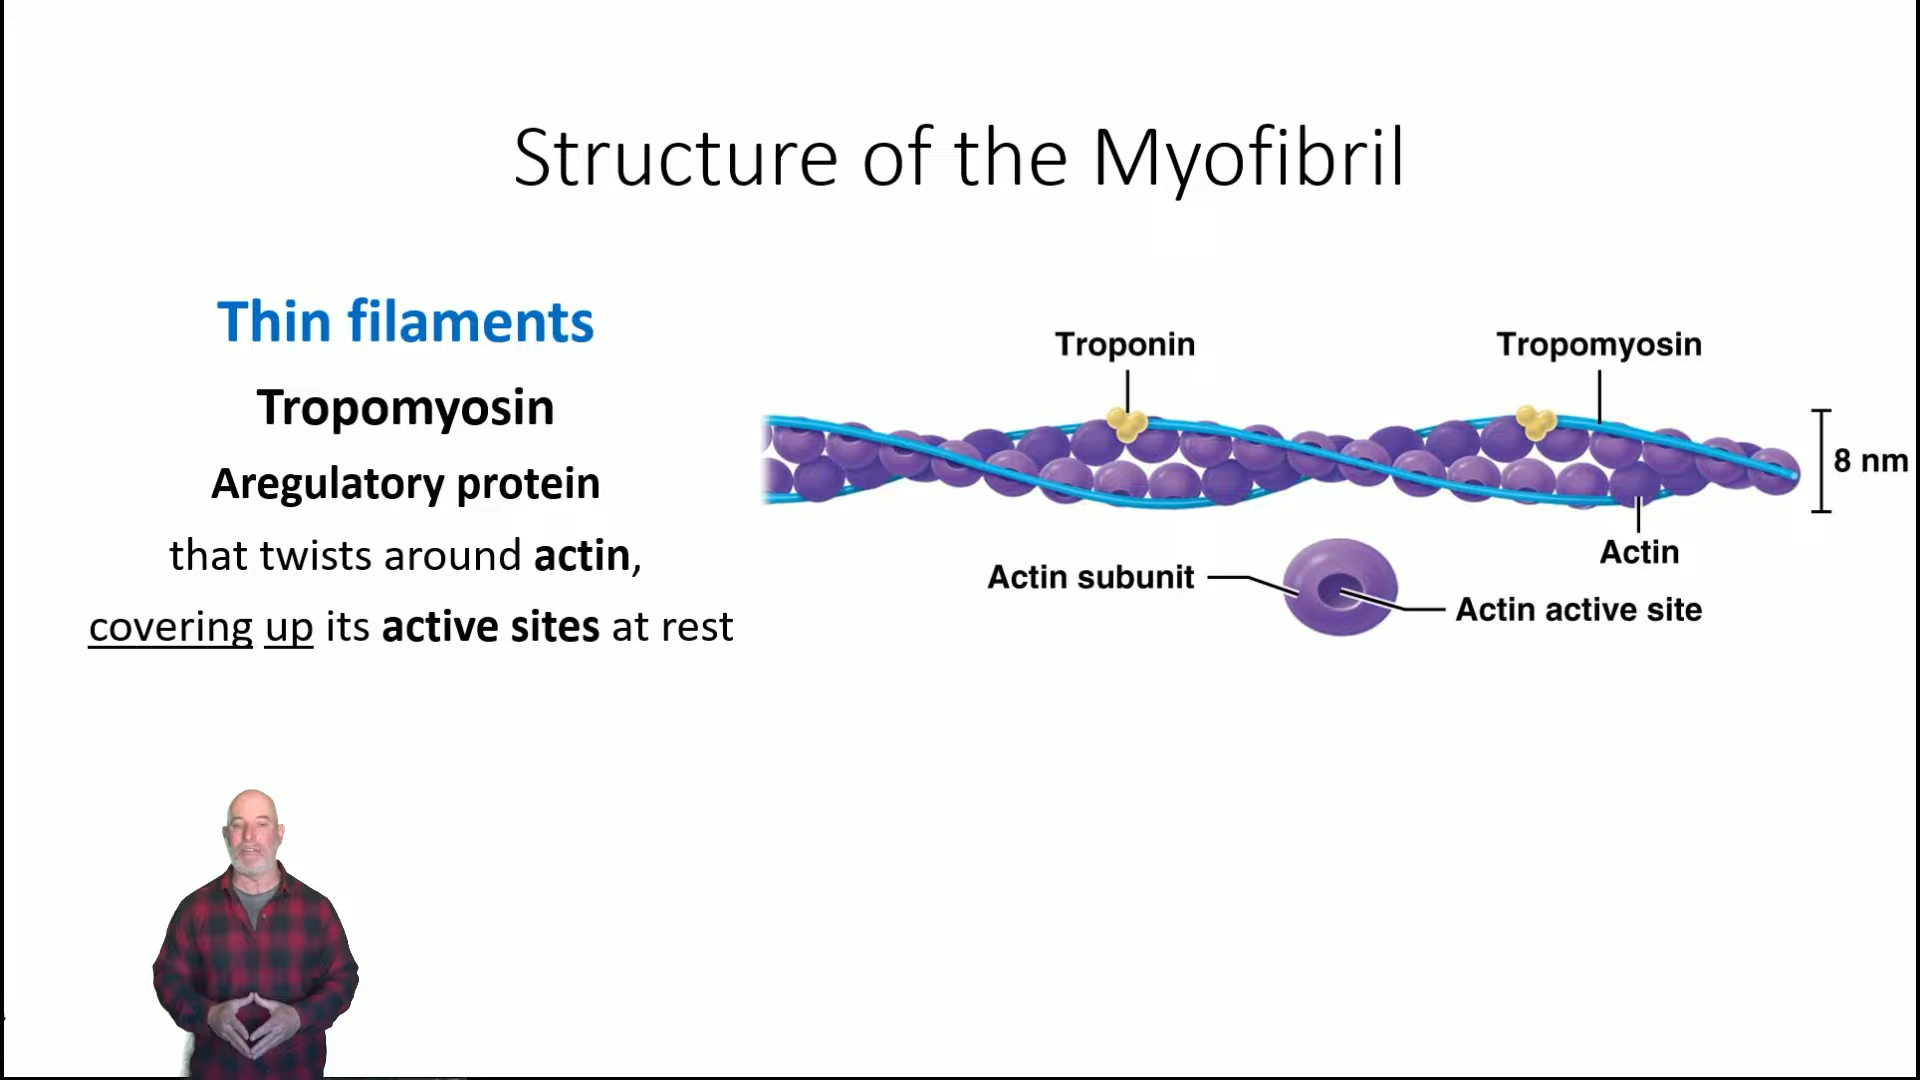 Structure of the Myofibril
Thin filaments
Tropomyosin
Aregulatory protein
that twists around actin,
covering up its active sites at rest
Troponin
Tropomyosin
8 nm
Actin
Actin subunit
Actin active site